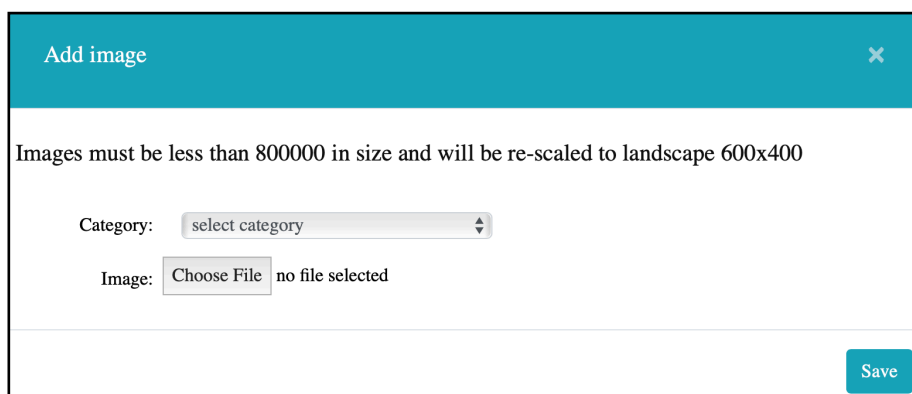 Add image ×
Images must be less than 800000 in size and will be re-scaled to landscape 600x400
Category: select category
Image: Choose File no file selected
Save